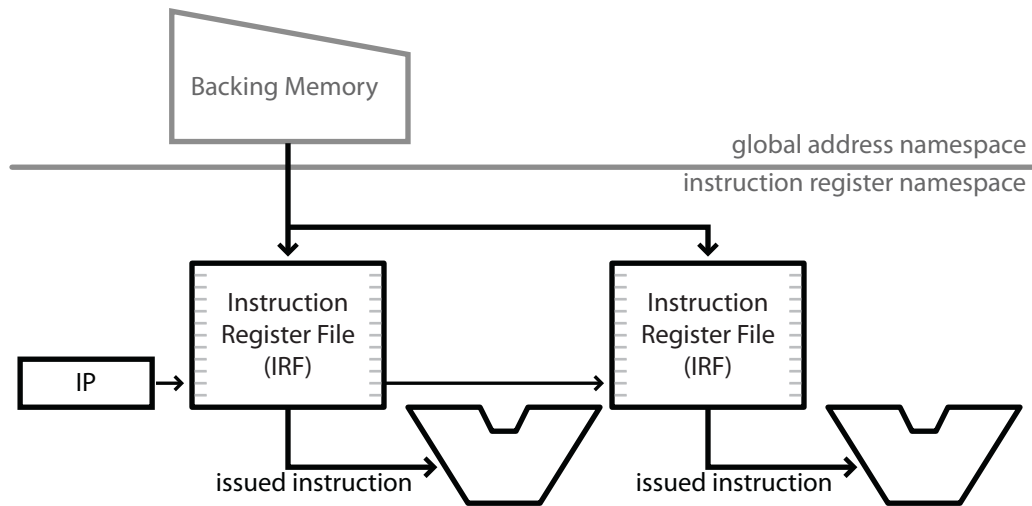 Backing Memory
global address namespace
instruction register namespace
Instruction
Register File
(IRF)
Instruction
Register File
(IRF)
IP
issued instruction
issued instruction